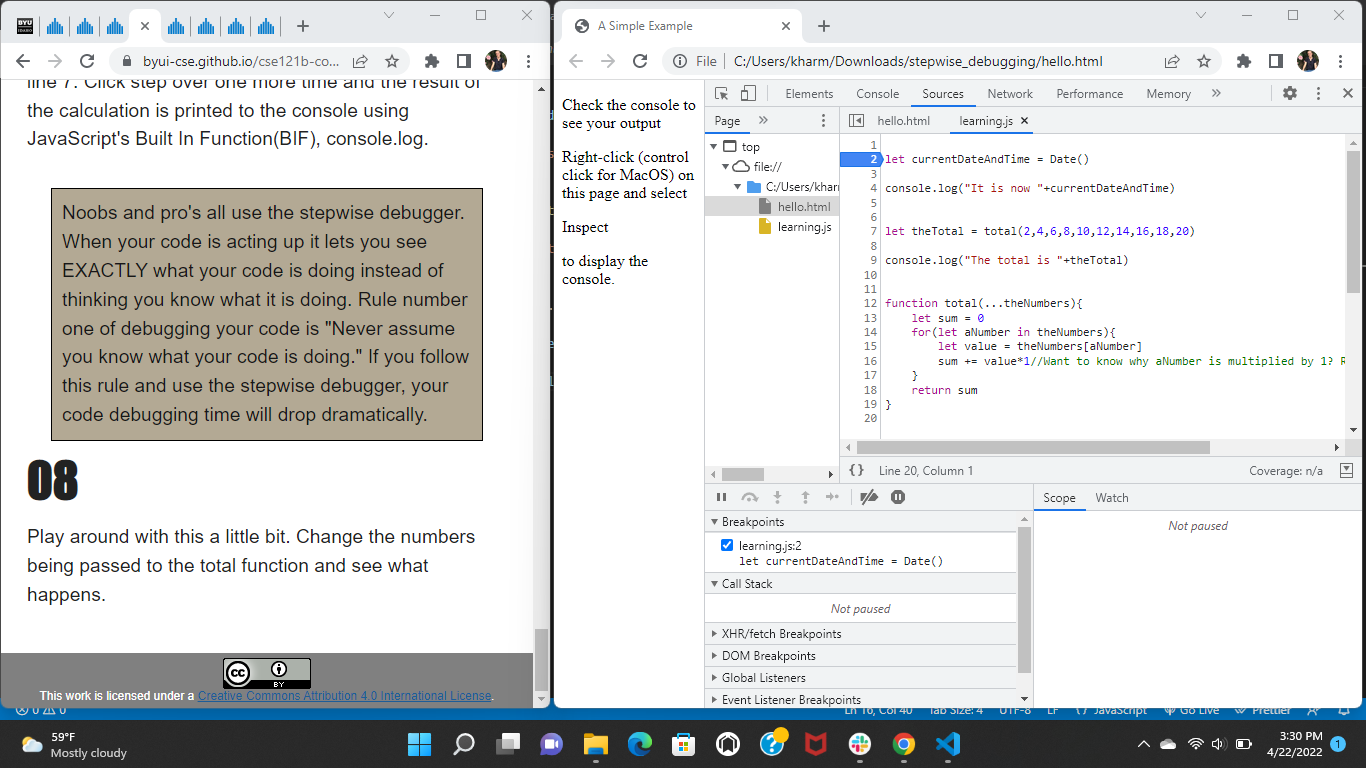 BYU
byui-cse.github.io/cse121b-co...
line 7. Click step over one more time and the result of
the calculation is printed to the console using
JavaScript's Built In Function(BIF), console.log.
Noobs and pro's all use the stepwise debugger.
When your code is acting up it lets you see
EXACTLY what your code is doing instead of
thinking you know what it is doing. Rule number
one of debugging your code is "Never assume
you know what your code is doing." If you follow
this rule and use the stepwise debugger, your
code debugging time will drop dramatically.
08
Play around with this a little bit. Change the numbers
being passed to the total function and see what
happens.
cc BY
This work is licensed under a Creative Commons Attribution 4.0 International License.
A Simple Example
File C:/Users/kharm/Downloads/stepwise_debugging/hello.html
Check the console to
see your output
Right-click (control
click for MacOS) on
this page and select
Inspect
to display the
console.
Elements Console Sources Network Performance Memory
Page
top
file://
C:/Users/kharm
hello.html
learning.js
hello.html learning.js
1
2 let currentDateAndTime = Date()
3
4 console.log("It is now "+currentDateAndTime)
5
6
7 let theTotal = total(2,4,6,8,10,12,14,16,18,20)
8
9 console.log("The total is "+theTotal)
10
11
12 function total(...theNumbers){
13 let sum = 0
14 for(let aNumber in theNumbers){
15 let value = theNumbers[aNumber]
16 sum += value*1//Want to know why aNumber is multiplied by 1? R
17 }
18 return sum
19 }
20
{} Line 20, Column 1 Coverage: n/a
Breakpoints
learning.js:2
let currentDateAndTime = Date()
Call Stack
Not paused
XHR/fetch Breakpoints
DOM Breakpoints
Global Listeners
Event Listener Breakpoints
Scope Watch
Not paused
0 0 Ln 16, Col 40 Tab Size: 4 UTF-8 LF {} JavaScript Go Live Prettier
59°F
Mostly cloudy
3:30 PM
4/22/2022
1